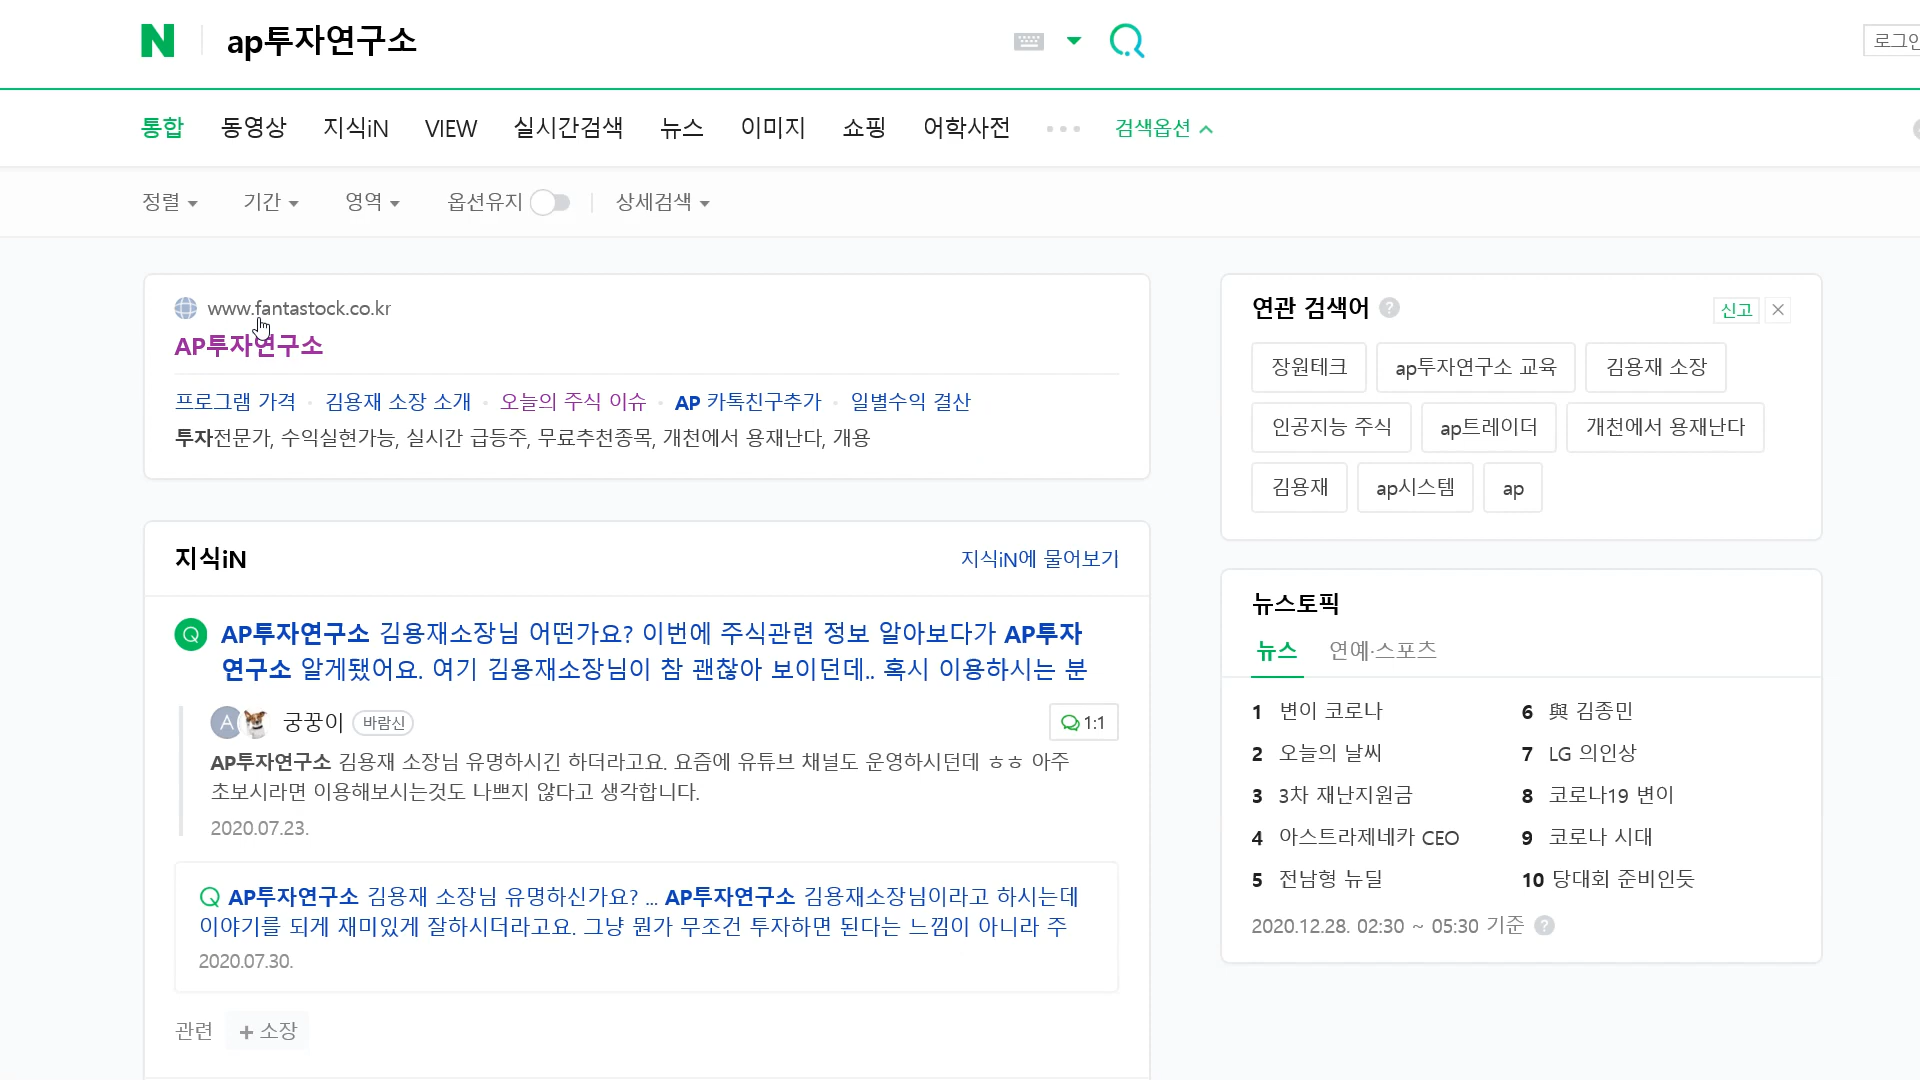 N ap투자연구소
로그인
통합 동영상 지식iN VIEW 실시간검색 뉴스 이미지 쇼핑 어학사전 검색옵션
정렬 기간 영역 옵션유지 상세검색
www.fantastock.co.kr
AP투자연구소
프로그램 가격 · 김용재 소장 소개 · 오늘의 주식 이슈 · AP 카톡친구추가 · 일별수익 결산
투자전문가, 수익실현가능, 실시간 급등주, 무료추천종목, 개천에서 용재난다, 개용
지식iN 지식iN에 물어보기
Q AP투자연구소 김용재소장님 어떤가요? 이번에 주식관련 정보 알아보다가 AP투자
연구소 알게됐어요. 여기 김용재소장님이 참 괜찮아 보이던데.. 혹시 이용하시는 분
A 궁꿍이 바람신 1:1
AP투자연구소 김용재 소장님 유명하시긴 하더라고요. 요즘에 유튜브 채널도 운영하시던데 ㅎㅎ 아주
초보시라면 이용해보시는것도 나쁘지 않다고 생각합니다.
2020.07.23.
Q AP투자연구소 김용재 소장님 유명하신가요? ... AP투자연구소 김용재소장님이라고 하시는데
이야기를 되게 재미있게 잘하시더라고요. 그냥 뭔가 무조건 투자하면 된다는 느낌이 아니라 주
2020.07.30.
관련 + 소장
연관 검색어 ? 신고
장원테크 ap투자연구소 교육 김용재 소장
인공지능 주식 ap트레이더 개천에서 용재난다
김용재 ap시스템 ap
뉴스토픽
뉴스 연예·스포츠
1 변이 코로나
2 오늘의 날씨
3 3차 재난지원금
4 아스트라제네카 CEO
5 전남형 뉴딜
6 與 김종민
7 LG 의인상
8 코로나19 변이
9 코로나 시대
10 당대회 준비인듯
2020.12.28. 02:30 ~ 05:30 기준 ?